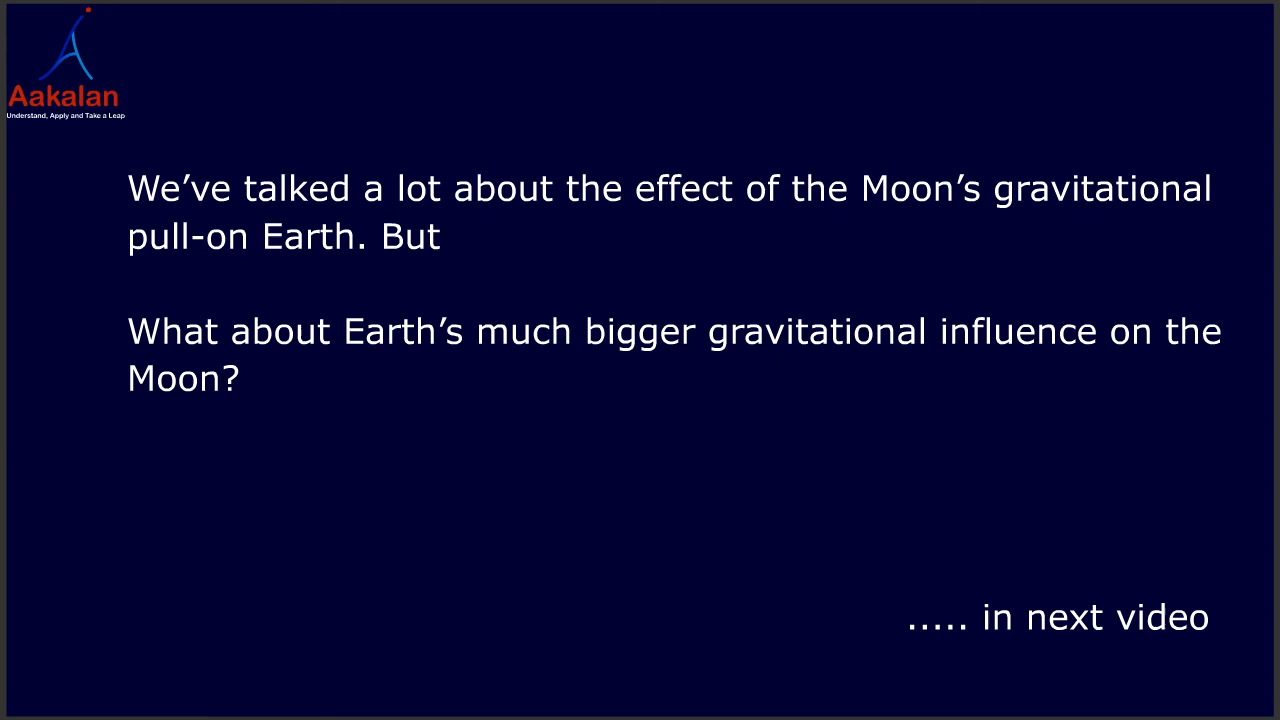 Aakalan
Understand, Apply and Take a Leap
We’ve talked a lot about the effect of the Moon’s gravitational
pull-on Earth. But
What about Earth’s much bigger gravitational influence on the
Moon?
..... in next video